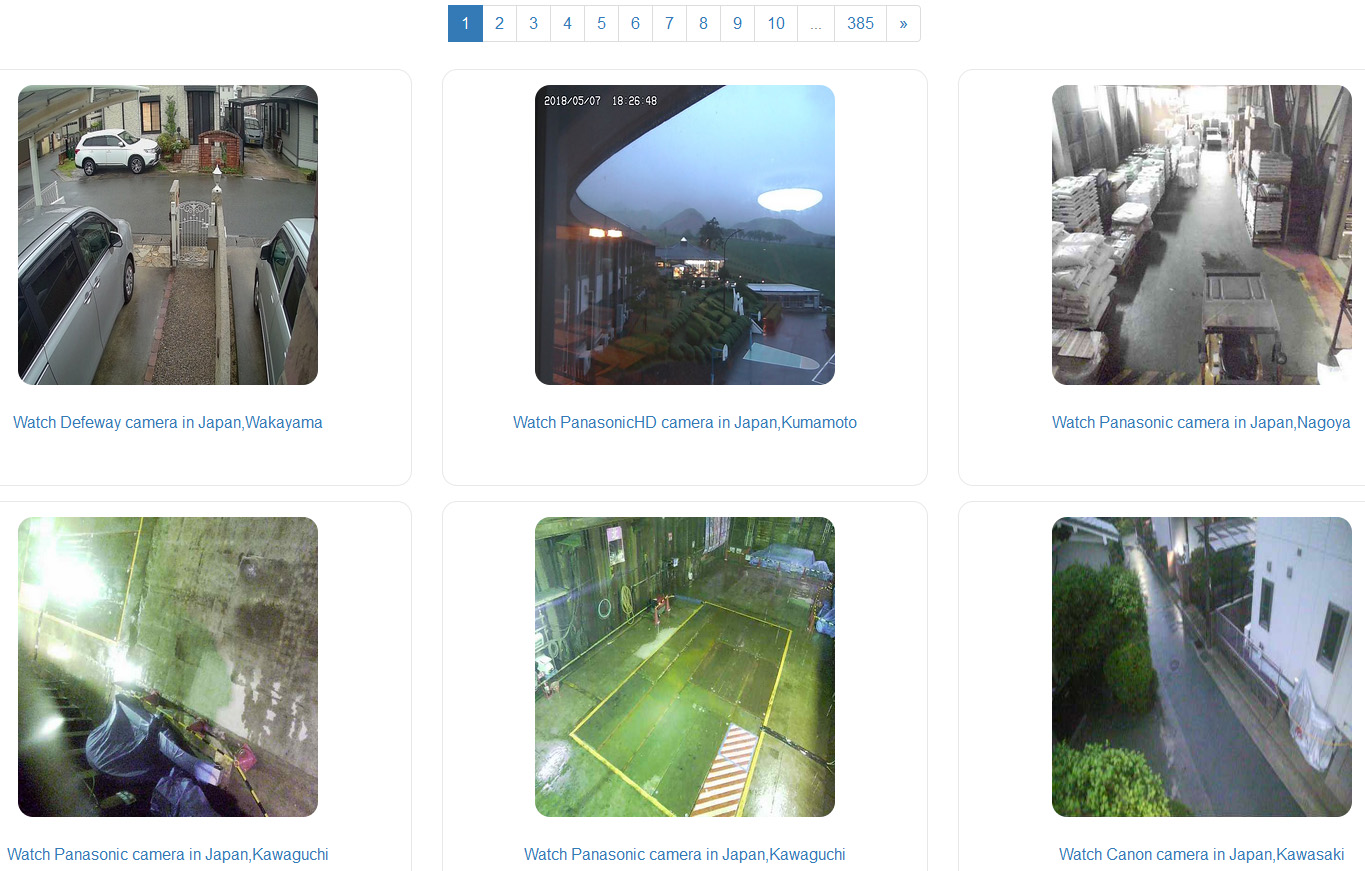 1 2 3 4 5 6 7 8 9 10 ... 385 »
2018/05/07 18:26:48
Watch Defeway camera in Japan,Wakayama
Watch PanasonicHD camera in Japan,Kumamoto
Watch Panasonic camera in Japan,Nagoya
Watch Panasonic camera in Japan,Kawaguchi
Watch Panasonic camera in Japan,Kawaguchi
Watch Canon camera in Japan,Kawasaki